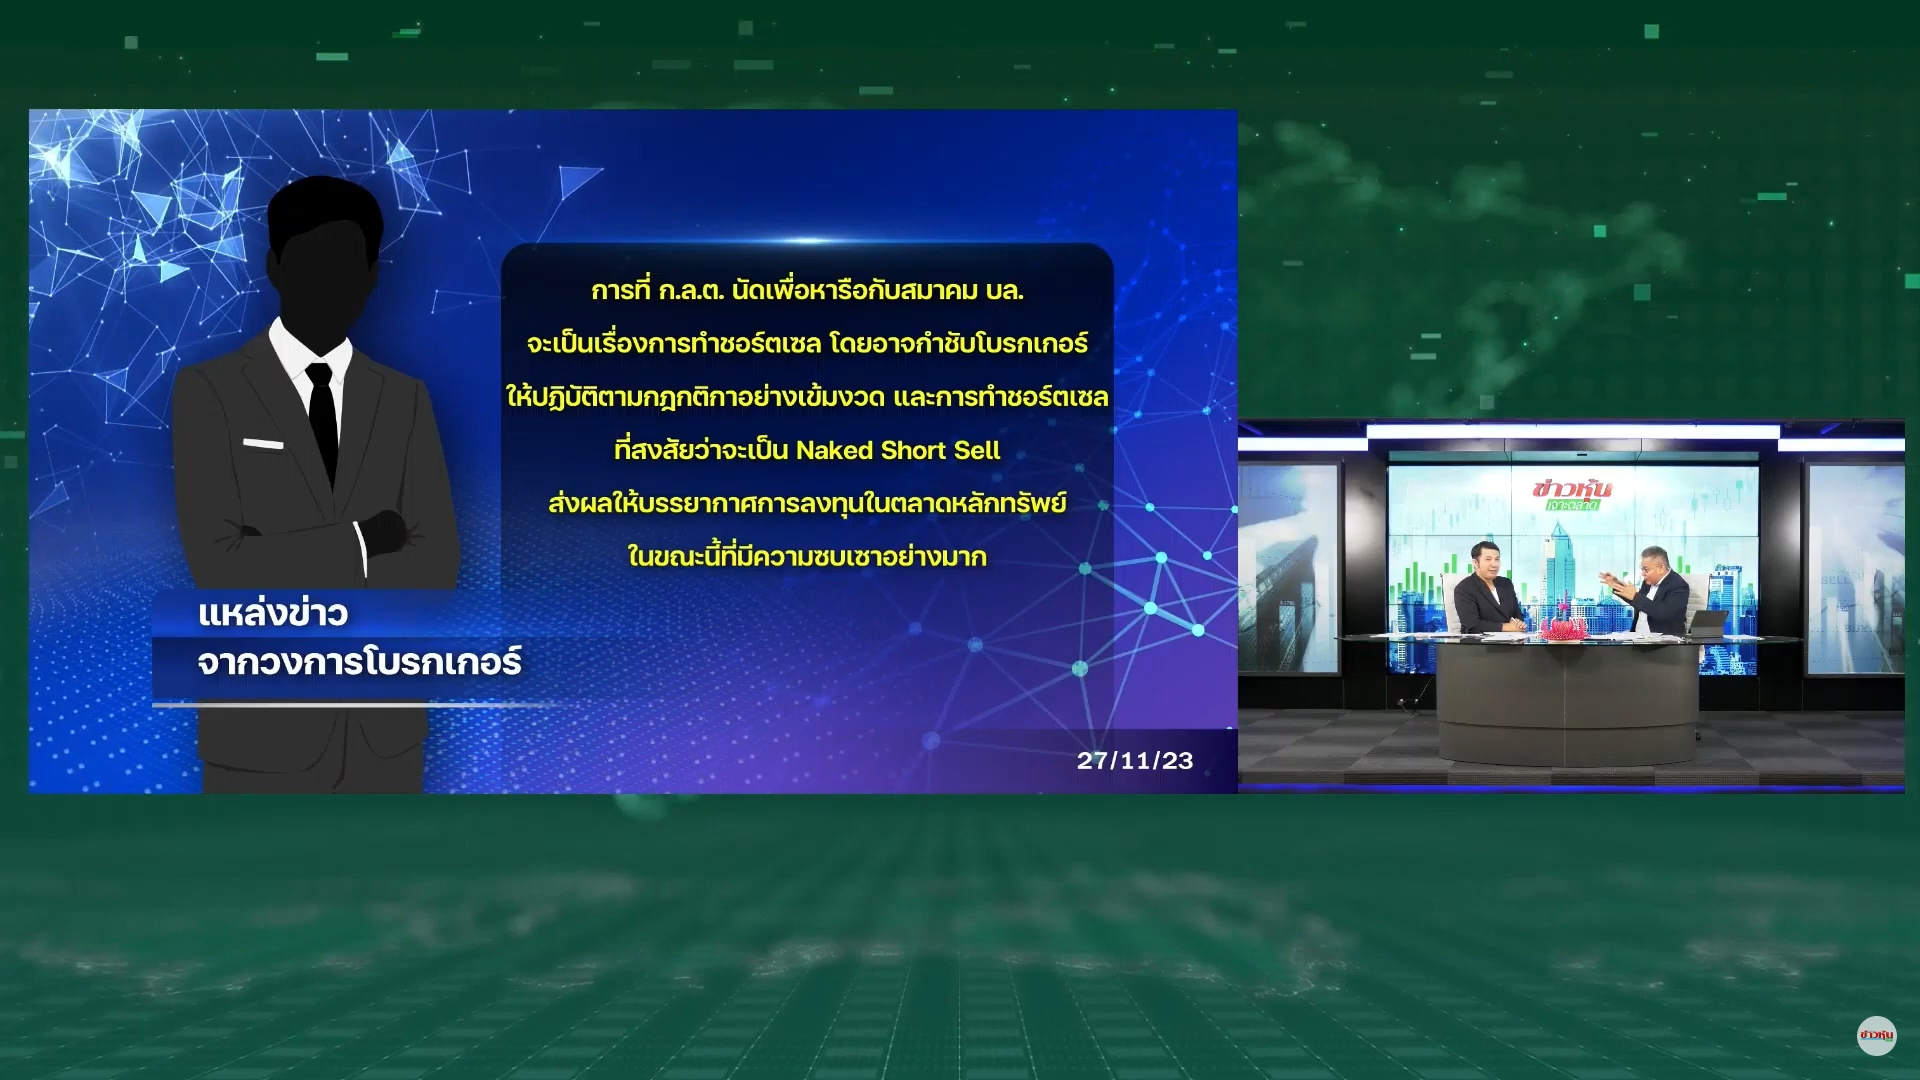 การที่ ก.ล.ต. นัดเพื่อหารือกับสมาคม บล.
จะเป็นเรื่องการทำชอร์ตเซล โดยอาจกำชับโบรกเกอร์
ให้ปฏิบัติตามกฎกติกาอย่างเข้มงวด และการทำชอร์ตเซล
ที่สงสัยว่าจะเป็น Naked Short Sell
ส่งผลให้บรรยากาศการลงทุนในตลาดหลักทรัพย์
ในขณะนี้ที่มีความซบเซาอย่างมาก
แหล่งข่าว
จากวงการโบรกเกอร์
27/11/23
ข่าวหุ้น
เจาะตลาด
SELL
BUY
ข่าวหุ้น